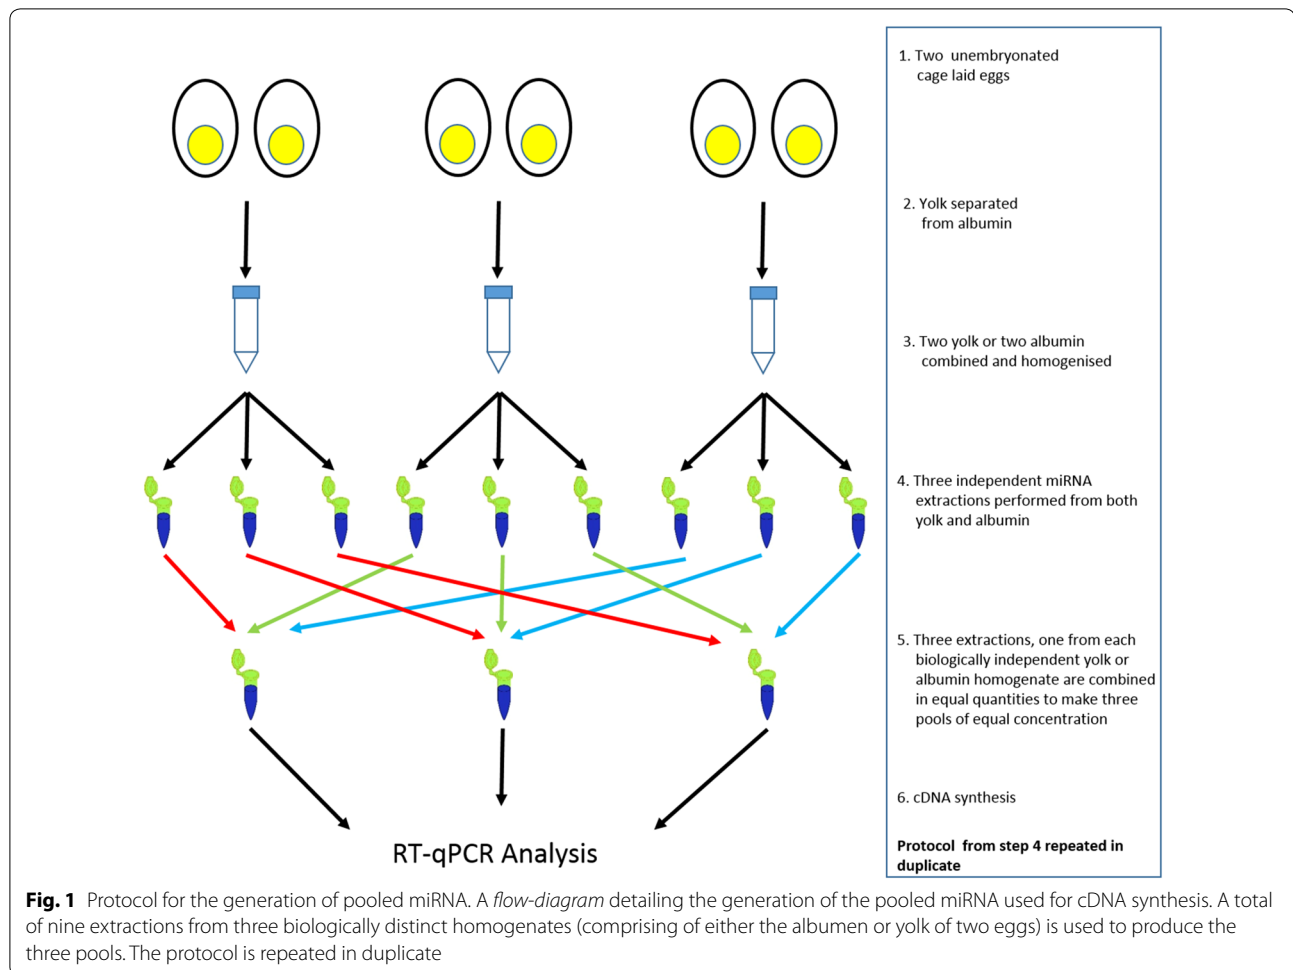 1. Two unembryonated
cage laid eggs
2. Yolk separated
from albumin
3. Two yolk or two albumin
combined and homogenised
4. Three independent miRNA
extractions performed from both
yolk and albumin
5. Three extractions, one from each
biologically independent yolk or
albumin homogenate are combined
in equal quantities to make three
pools of equal concentration
6. cDNA synthesis
Protocol from step 4 repeated in
duplicate
RT-qPCR Analysis
Fig. 1 Protocol for the generation of pooled miRNA. A flow-diagram detailing the generation of the pooled miRNA used for cDNA synthesis. A total
of nine extractions from three biologically distinct homogenates (comprising of either the albumen or yolk of two eggs) is used to produce the
three pools. The protocol is repeated in duplicate